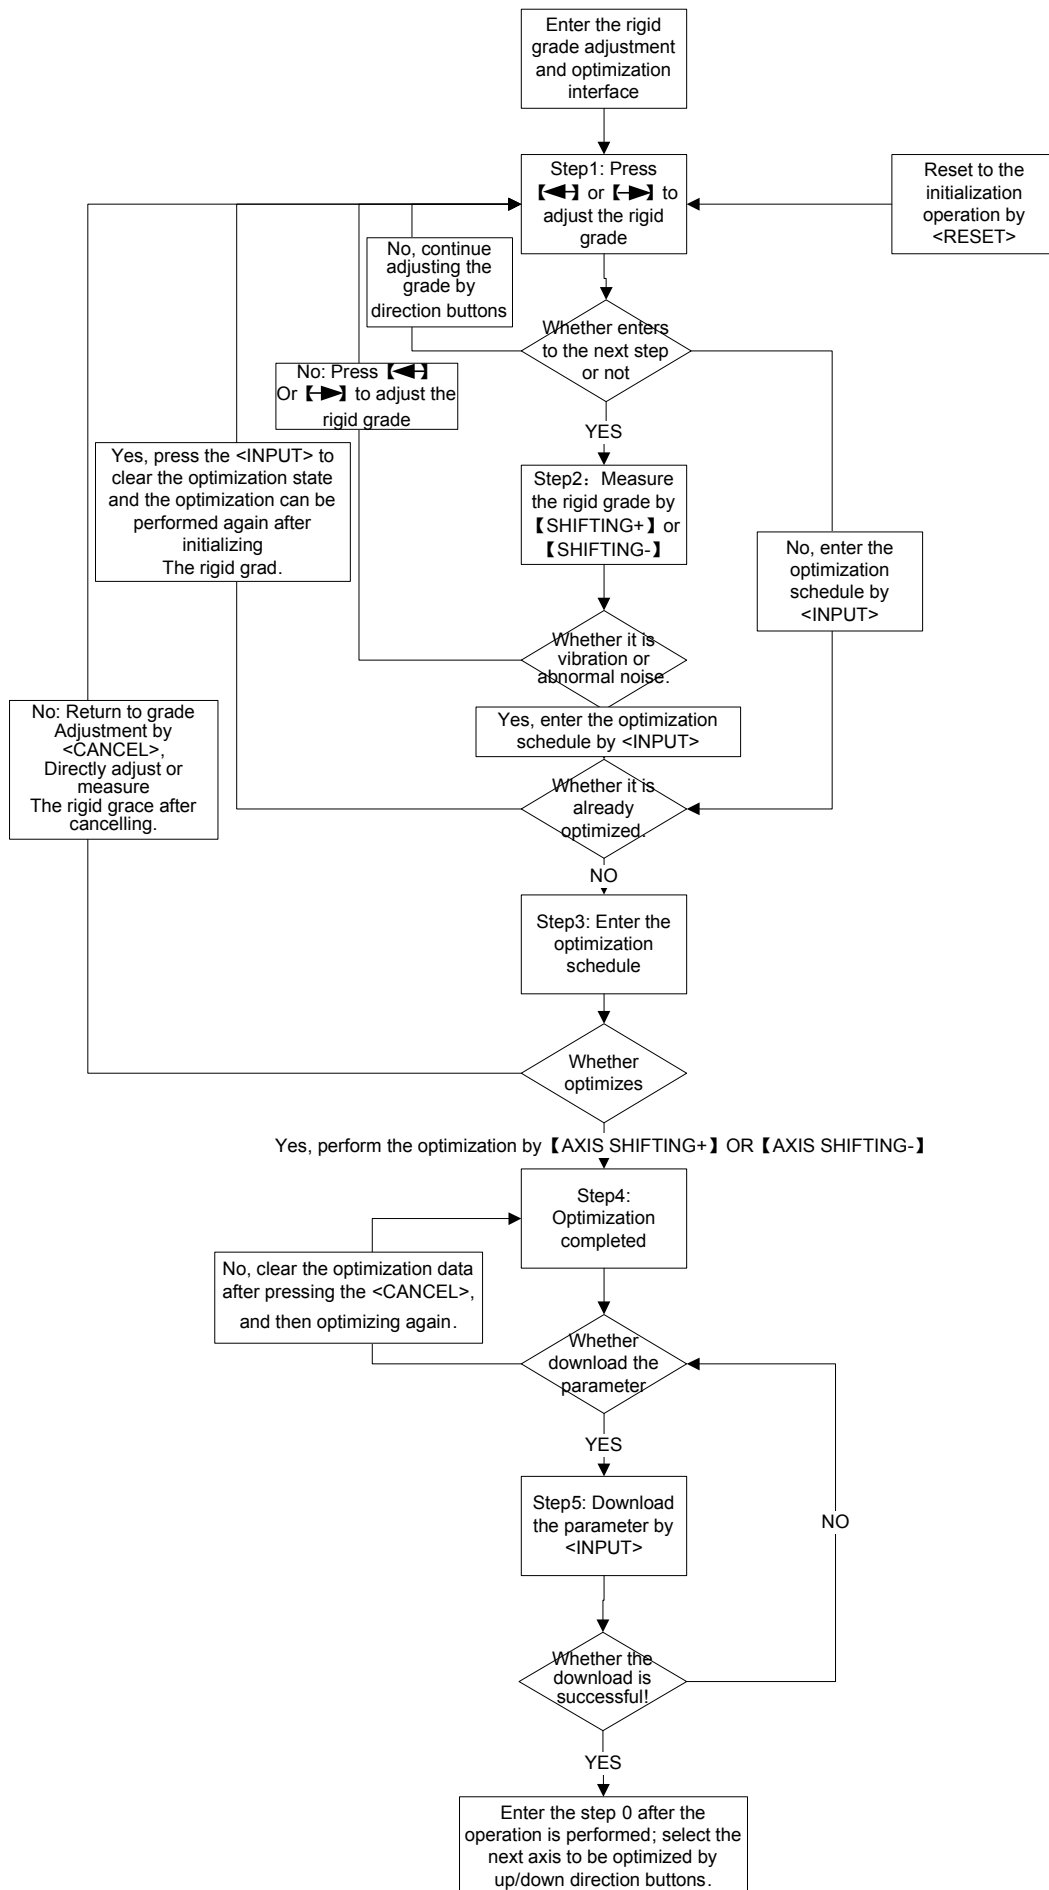 Enter the rigid
grade adjustment
and optimization
interface
Step1: Press
【◄-】 or 【-►】 to
adjust the rigid
grade
Reset to the
initialization
operation by
<RESET>
No, continue
adjusting the
grade by
direction buttons
Whether enters
to the next step
or not
No: Press 【◄-】
Or 【-►】 to adjust the
rigid grade
YES
Yes, press the <INPUT> to
clear the optimization state
and the optimization can be
performed again after
initializing
The rigid grad.
Step2: Measure
the rigid grade by
【SHIFTING+】 or
【SHIFTING-】
No, enter the
optimization
schedule by
<INPUT>
Whether it is
vibration or
abnormal noise.
No: Return to grade
Adjustment by
<CANCEL>,
Directly adjust or
measure
The rigid grace after
cancelling.
Yes, enter the optimization
schedule by <INPUT>
Whether it is
already
optimized.
NO
Step3: Enter the
optimization
schedule
Whether
optimizes
Yes, perform the optimization by 【AXIS SHIFTING+】 OR 【AXIS SHIFTING-】
Step4:
Optimization
completed
No, clear the optimization data
after pressing the <CANCEL>,
and then optimizing again.
Whether
download the
parameter
YES
Step5: Download
the parameter by
<INPUT>
NO
Whether the
download is
successful!
YES
Enter the step 0 after the
operation is performed; select the
next axis to be optimized by
up/down direction buttons.